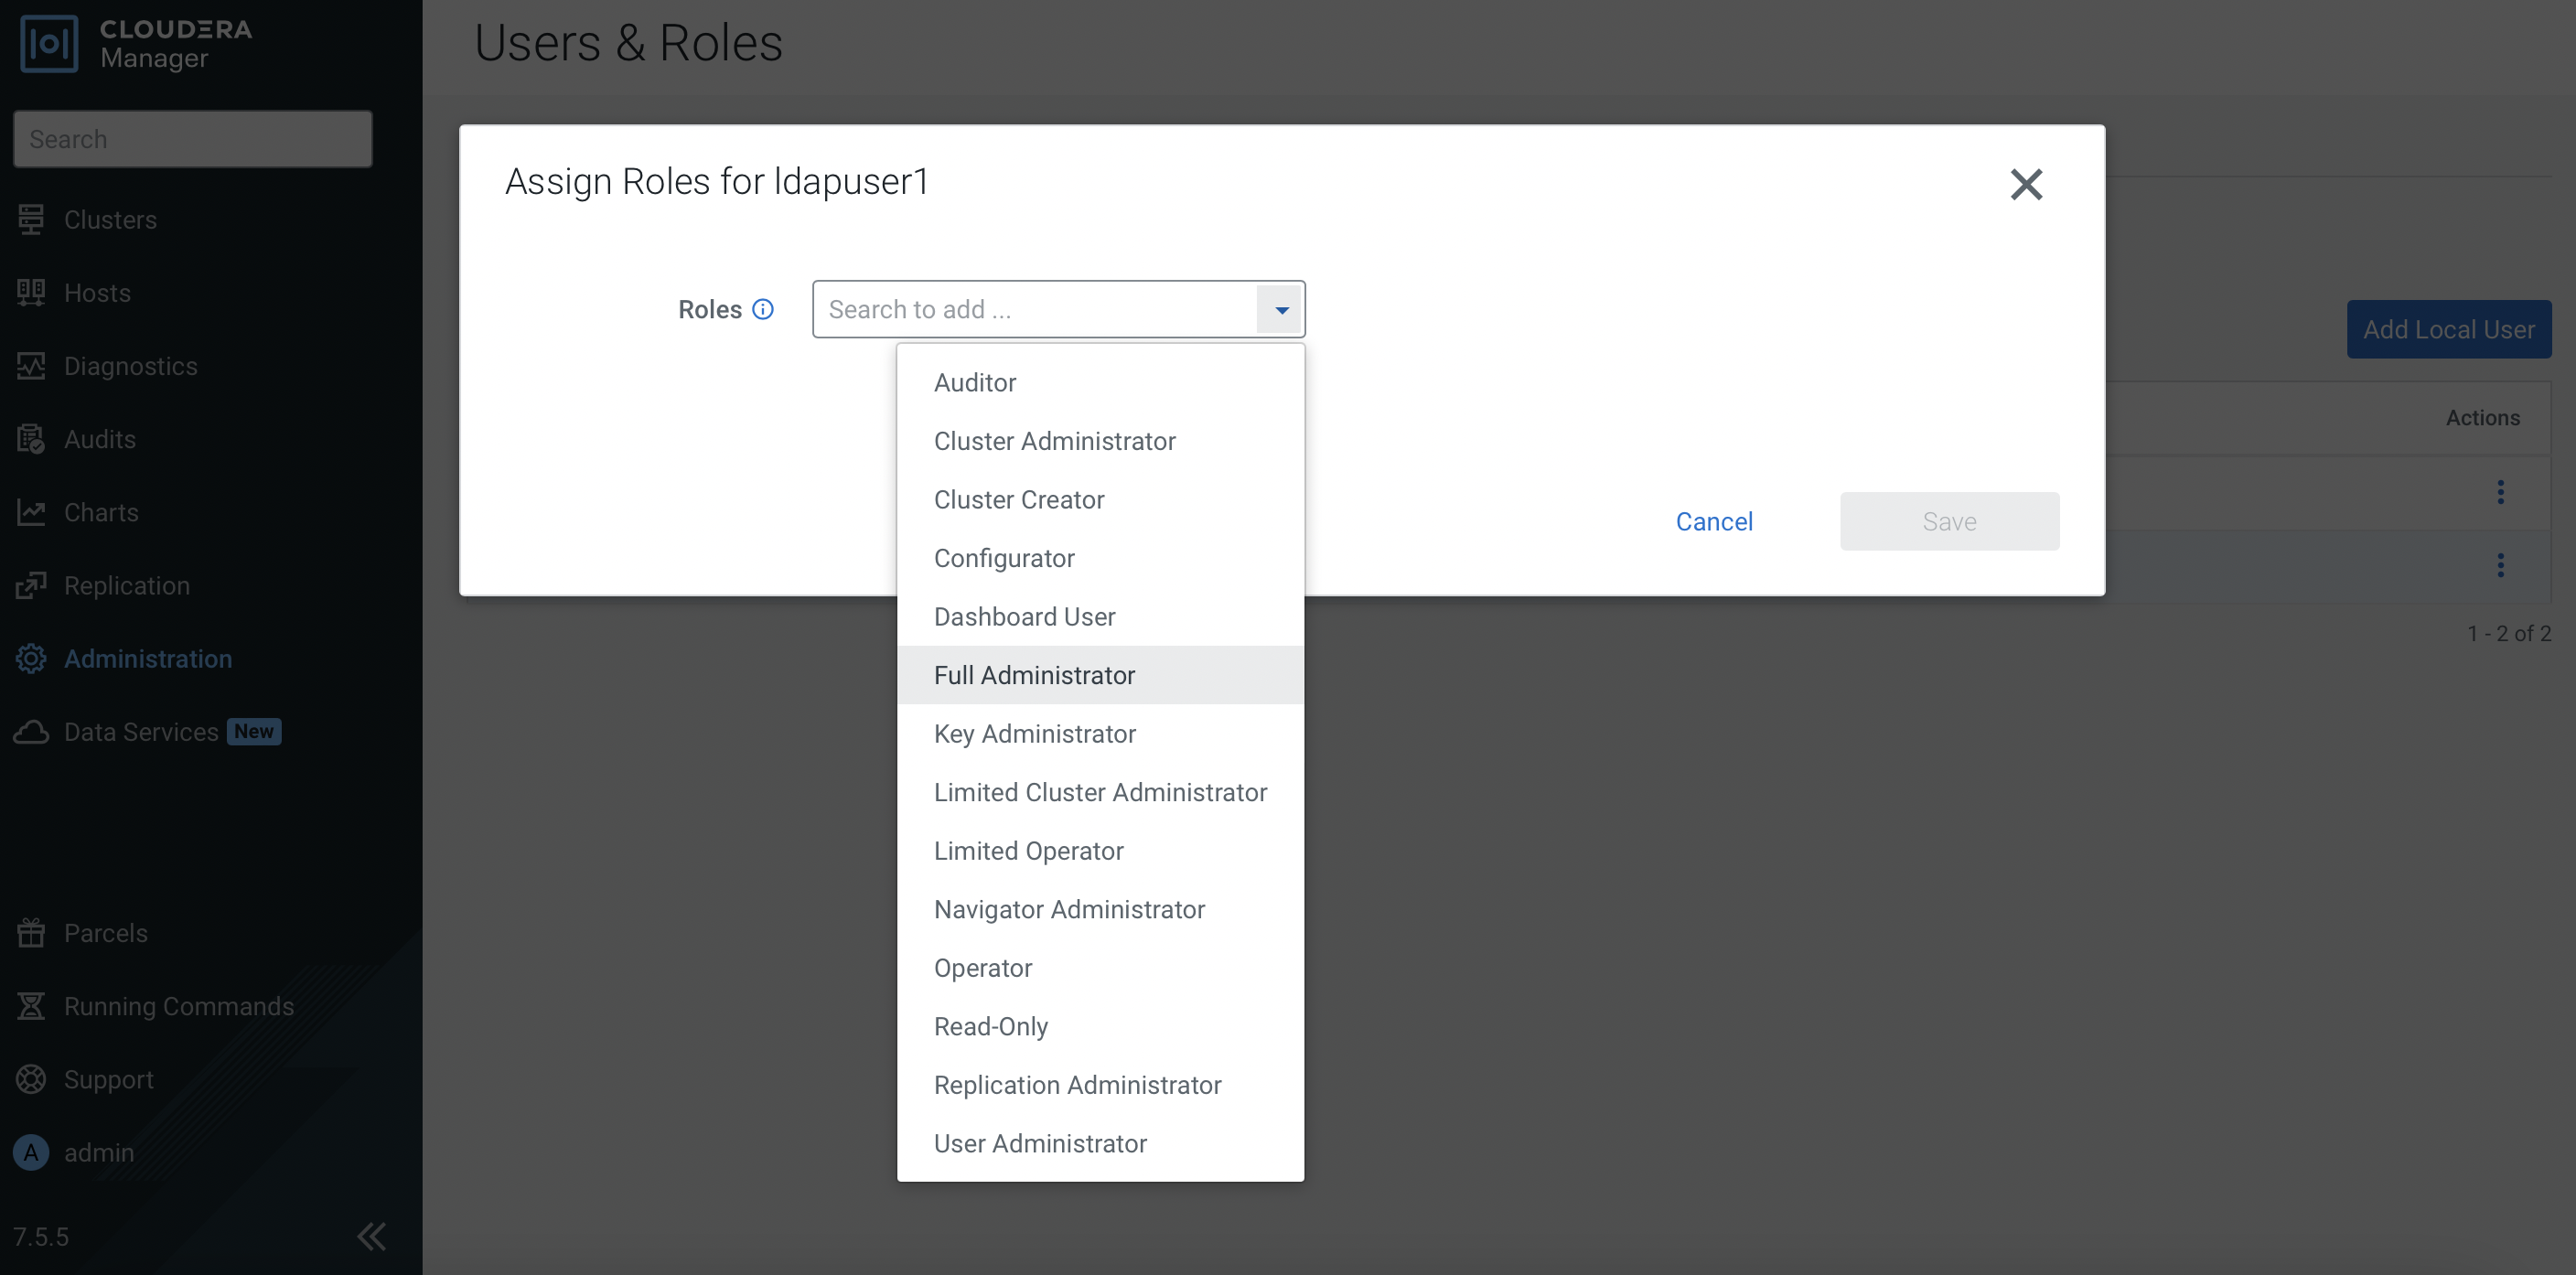 CLOUDERA
Manager
Search
Clusters
Hosts
Diagnostics
Audits
Charts
Replication
Administration
Data Services New
Parcels
Running Commands
Support
A admin
7.5.5
Users & Roles
Assign Roles for ldapuser1
Roles
Search to add ...
Auditor
Cluster Administrator
Cluster Creator
Configurator
Dashboard User
Full Administrator
Key Administrator
Limited Cluster Administrator
Limited Operator
Navigator Administrator
Operator
Read-Only
Replication Administrator
User Administrator
Cancel
Save
Add Local User
Actions
1 - 2 of 2